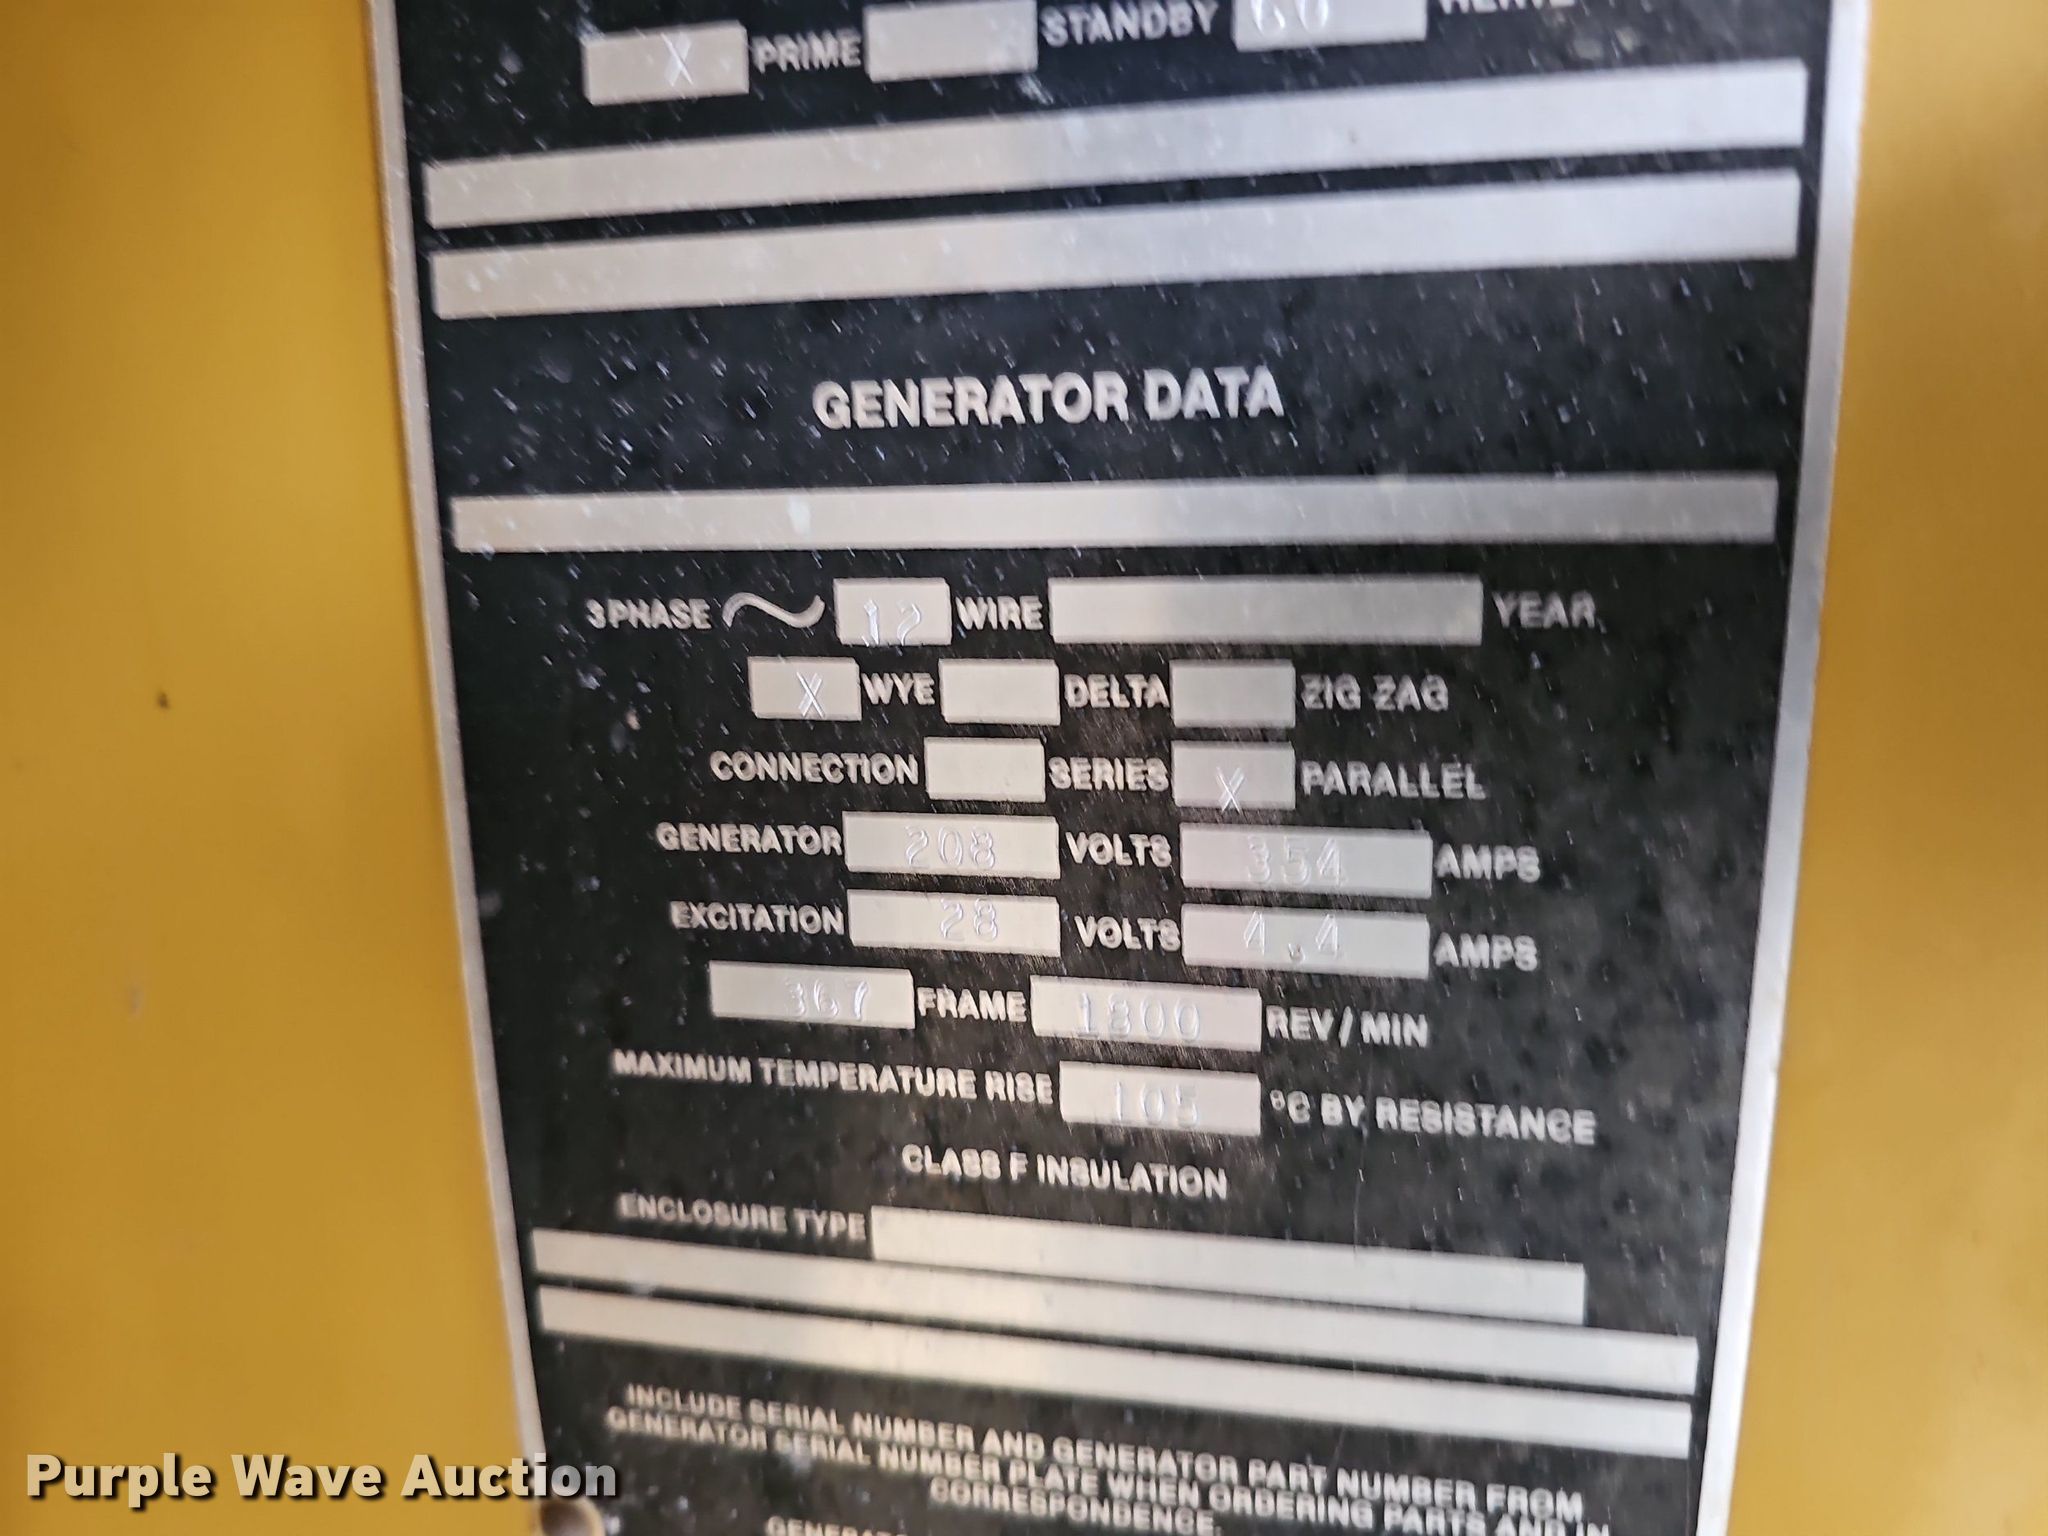 X PRIME STANDBY 60 HERTZ
GENERATOR DATA
3 PHASE 12 WIRE YEAR
X WYE DELTA ZIG ZAG
CONNECTION SERIES X PARALLEL
GENERATOR 208 VOLTS 354 AMPS
EXCITATION 28 VOLTS 4.4 AMPS
367 FRAME 1800 REV/MIN
MAXIMUM TEMPERATURE RISE 105 °C BY RESISTANCE
CLASS F INSULATION
ENCLOSURE TYPE
INCLUDE SERIAL NUMBER AND GENERATOR PART NUMBER FROM
GENERATOR SERIAL NUMBER PLATE WHEN ORDERING PARTS AND IN
CORRESPONDENCE.
Purple Wave Auction